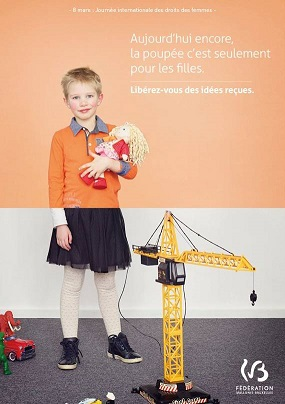 - 8 mars - Journée internationale des droits des femmes -
Aujourd'hui encore,
la poupée c'est seulement
pour les filles.
Libérez-vous des idées reçues.
FÉDÉRATION
WALLONIE-BRUXELLES